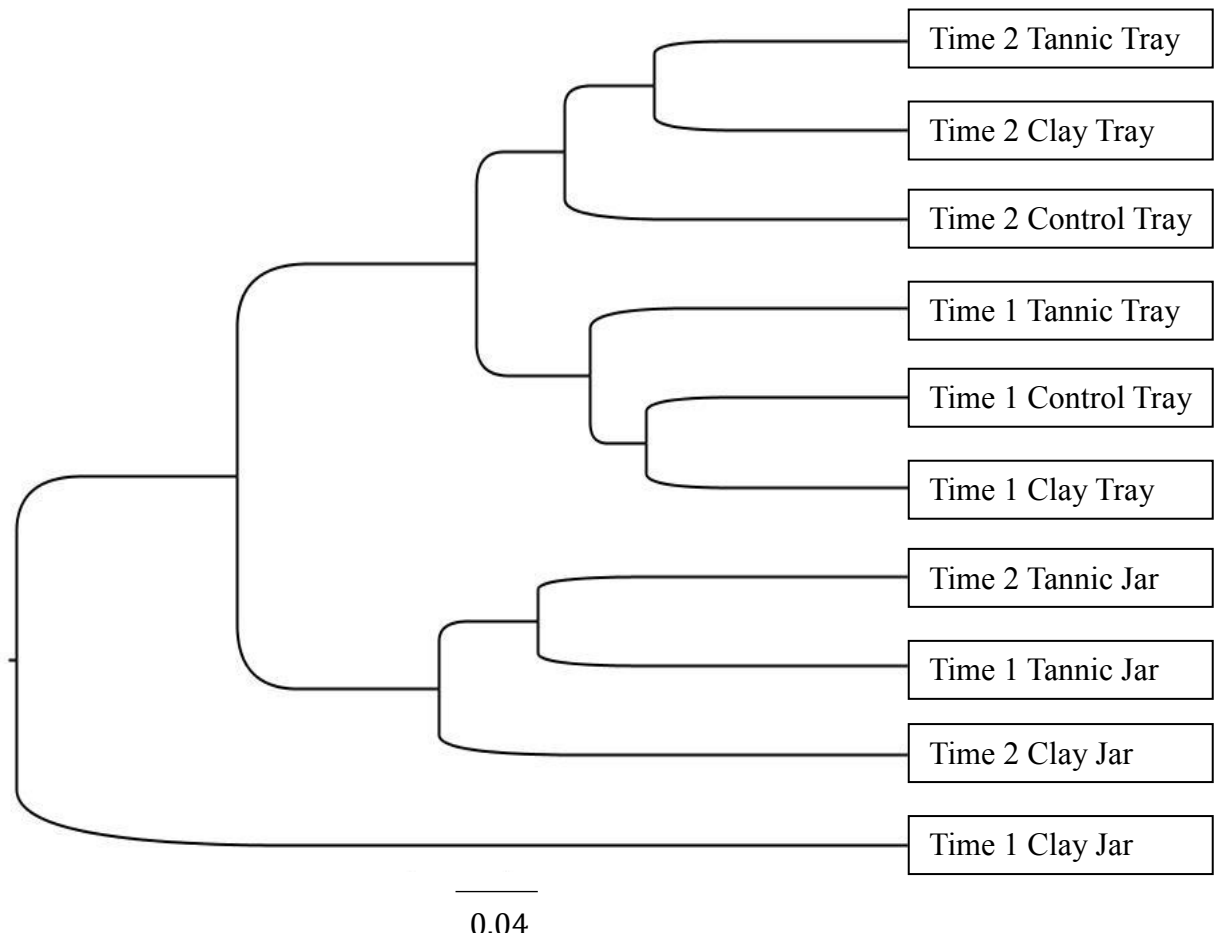 Time 2 Tannic Tray
Time 2 Clay Tray
Time 2 Control Tray
Time 1 Tannic Tray
Time 1 Control Tray
Time 1 Clay Tray
Time 2 Tannic Jar
Time 1 Tannic Jar
Time 2 Clay Jar
Time 1 Clay Jar
0.04